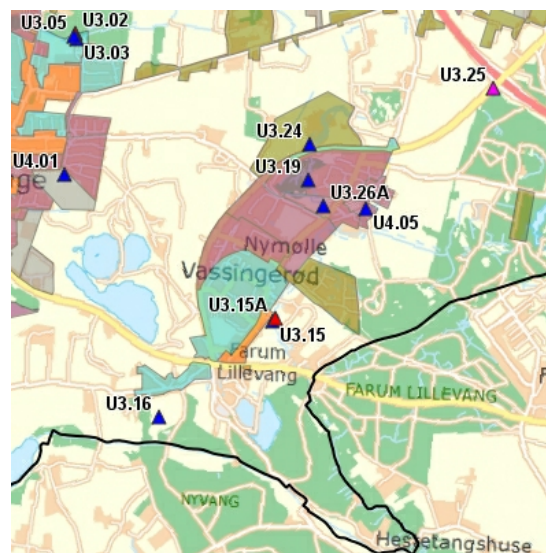 U3.05
U3.02
U3.03
U3.25
U3.24
U4.01
ge
U3.19
U3.26A
U4.05
Nymølle
Vassingerød
U3.15A
U3.15
Farum
Lillevang
FARUM LILLEVANG
F
U3.16
NYVANG
Hessetangshuse